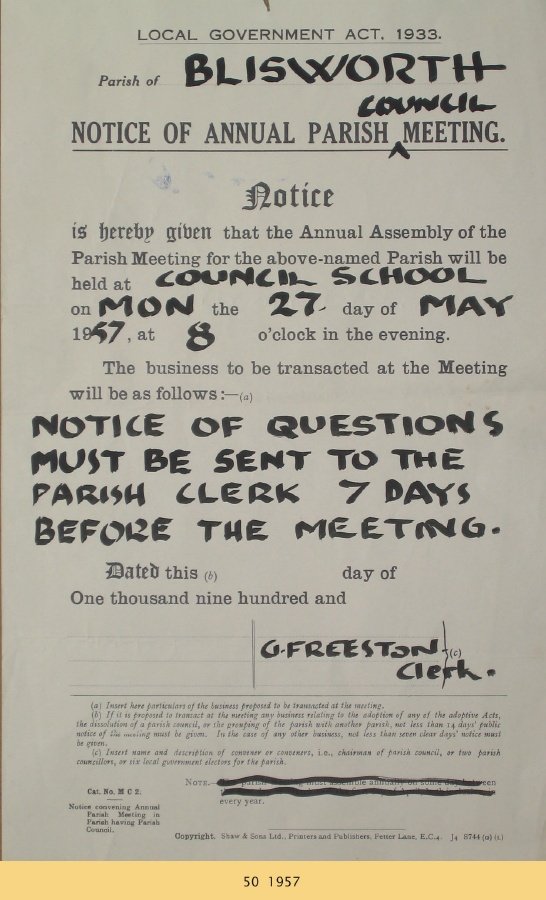 LOCAL GOVERNMENT ACT, 1933.
Parish of BLISWORTH
COUNCIL
NOTICE OF ANNUAL PARISH MEETING.
Notice
is hereby given that the Annual Assembly of the
Parish Meeting for the above-named Parish will be
held at COUNCIL SCHOOL
on MON the 27 day of MAY
1957, at 8 o'clock in the evening.
The business to be transacted at the Meeting
will be as follows:—(a)
NOTICE OF QUESTIONS
MUST BE SENT TO THE
PARISH CLERK 7 DAYS
BEFORE THE MEETING.
Dated this (b) day of
One thousand nine hundred and
G. FREESTON (c)
Clerk.
(a) Insert here particulars of the business proposed to be transacted at the meeting.
(b) If it is proposed to transact at the meeting any business relating to the adoption of any of the adoptive Acts,
the dissolution of a parish council, or the grouping of the parish with another parish, not less than 14 days' public
notice of the meeting must be given. In the case of any other business, not less than seven clear days' notice must
be given.
(c) Insert name and description of convener or conveners, i.e., chairman of parish council, or two parish
councillors, or six local government electors for the parish.
NOTE.
every year.
Cat. No. M C 2.
Notice convening Annual
Parish Meeting in
Parish having Parish
Council.
Copyright. Shaw & Sons Ltd., Printers and Publishers, Fetter Lane, E.C.4. J4 8744 (a) (1)
50 1957